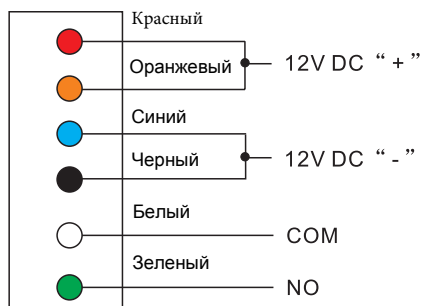 Красный
Оранжевый 12V DC “ + ”
Синий
Черный 12V DC “ - ”
Белый
COM
Зеленый
NO